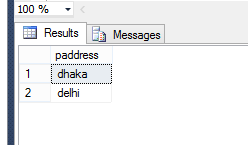 100 %
Results Messages
paddress
1 dhaka
2 delhi